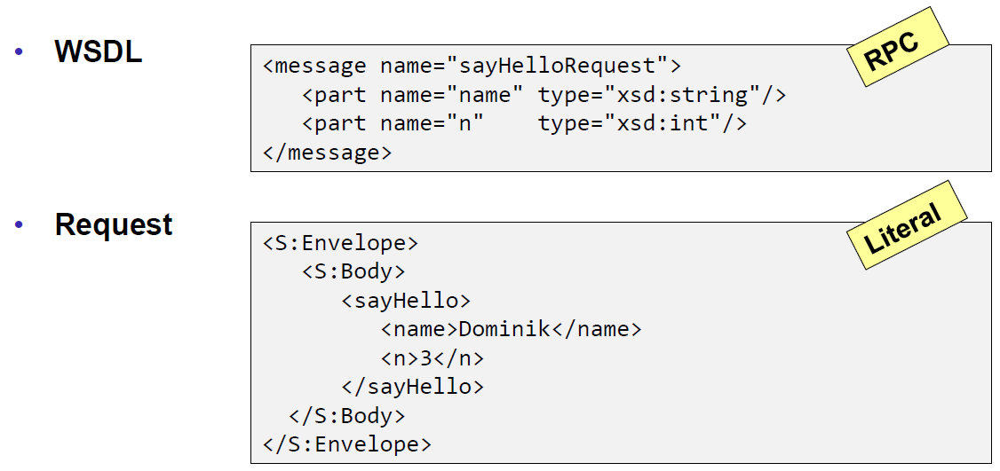 • WSDL
RPC
<message name="sayHelloRequest">
   <part name="name" type="xsd:string"/>
   <part name="n"    type="xsd:int"/>
</message>
• Request
Literal
<S:Envelope>
   <S:Body>
      <sayHello>
         <name>Dominik</name>
         <n>3</n>
      </sayHello>
  </S:Body>
</S:Envelope>